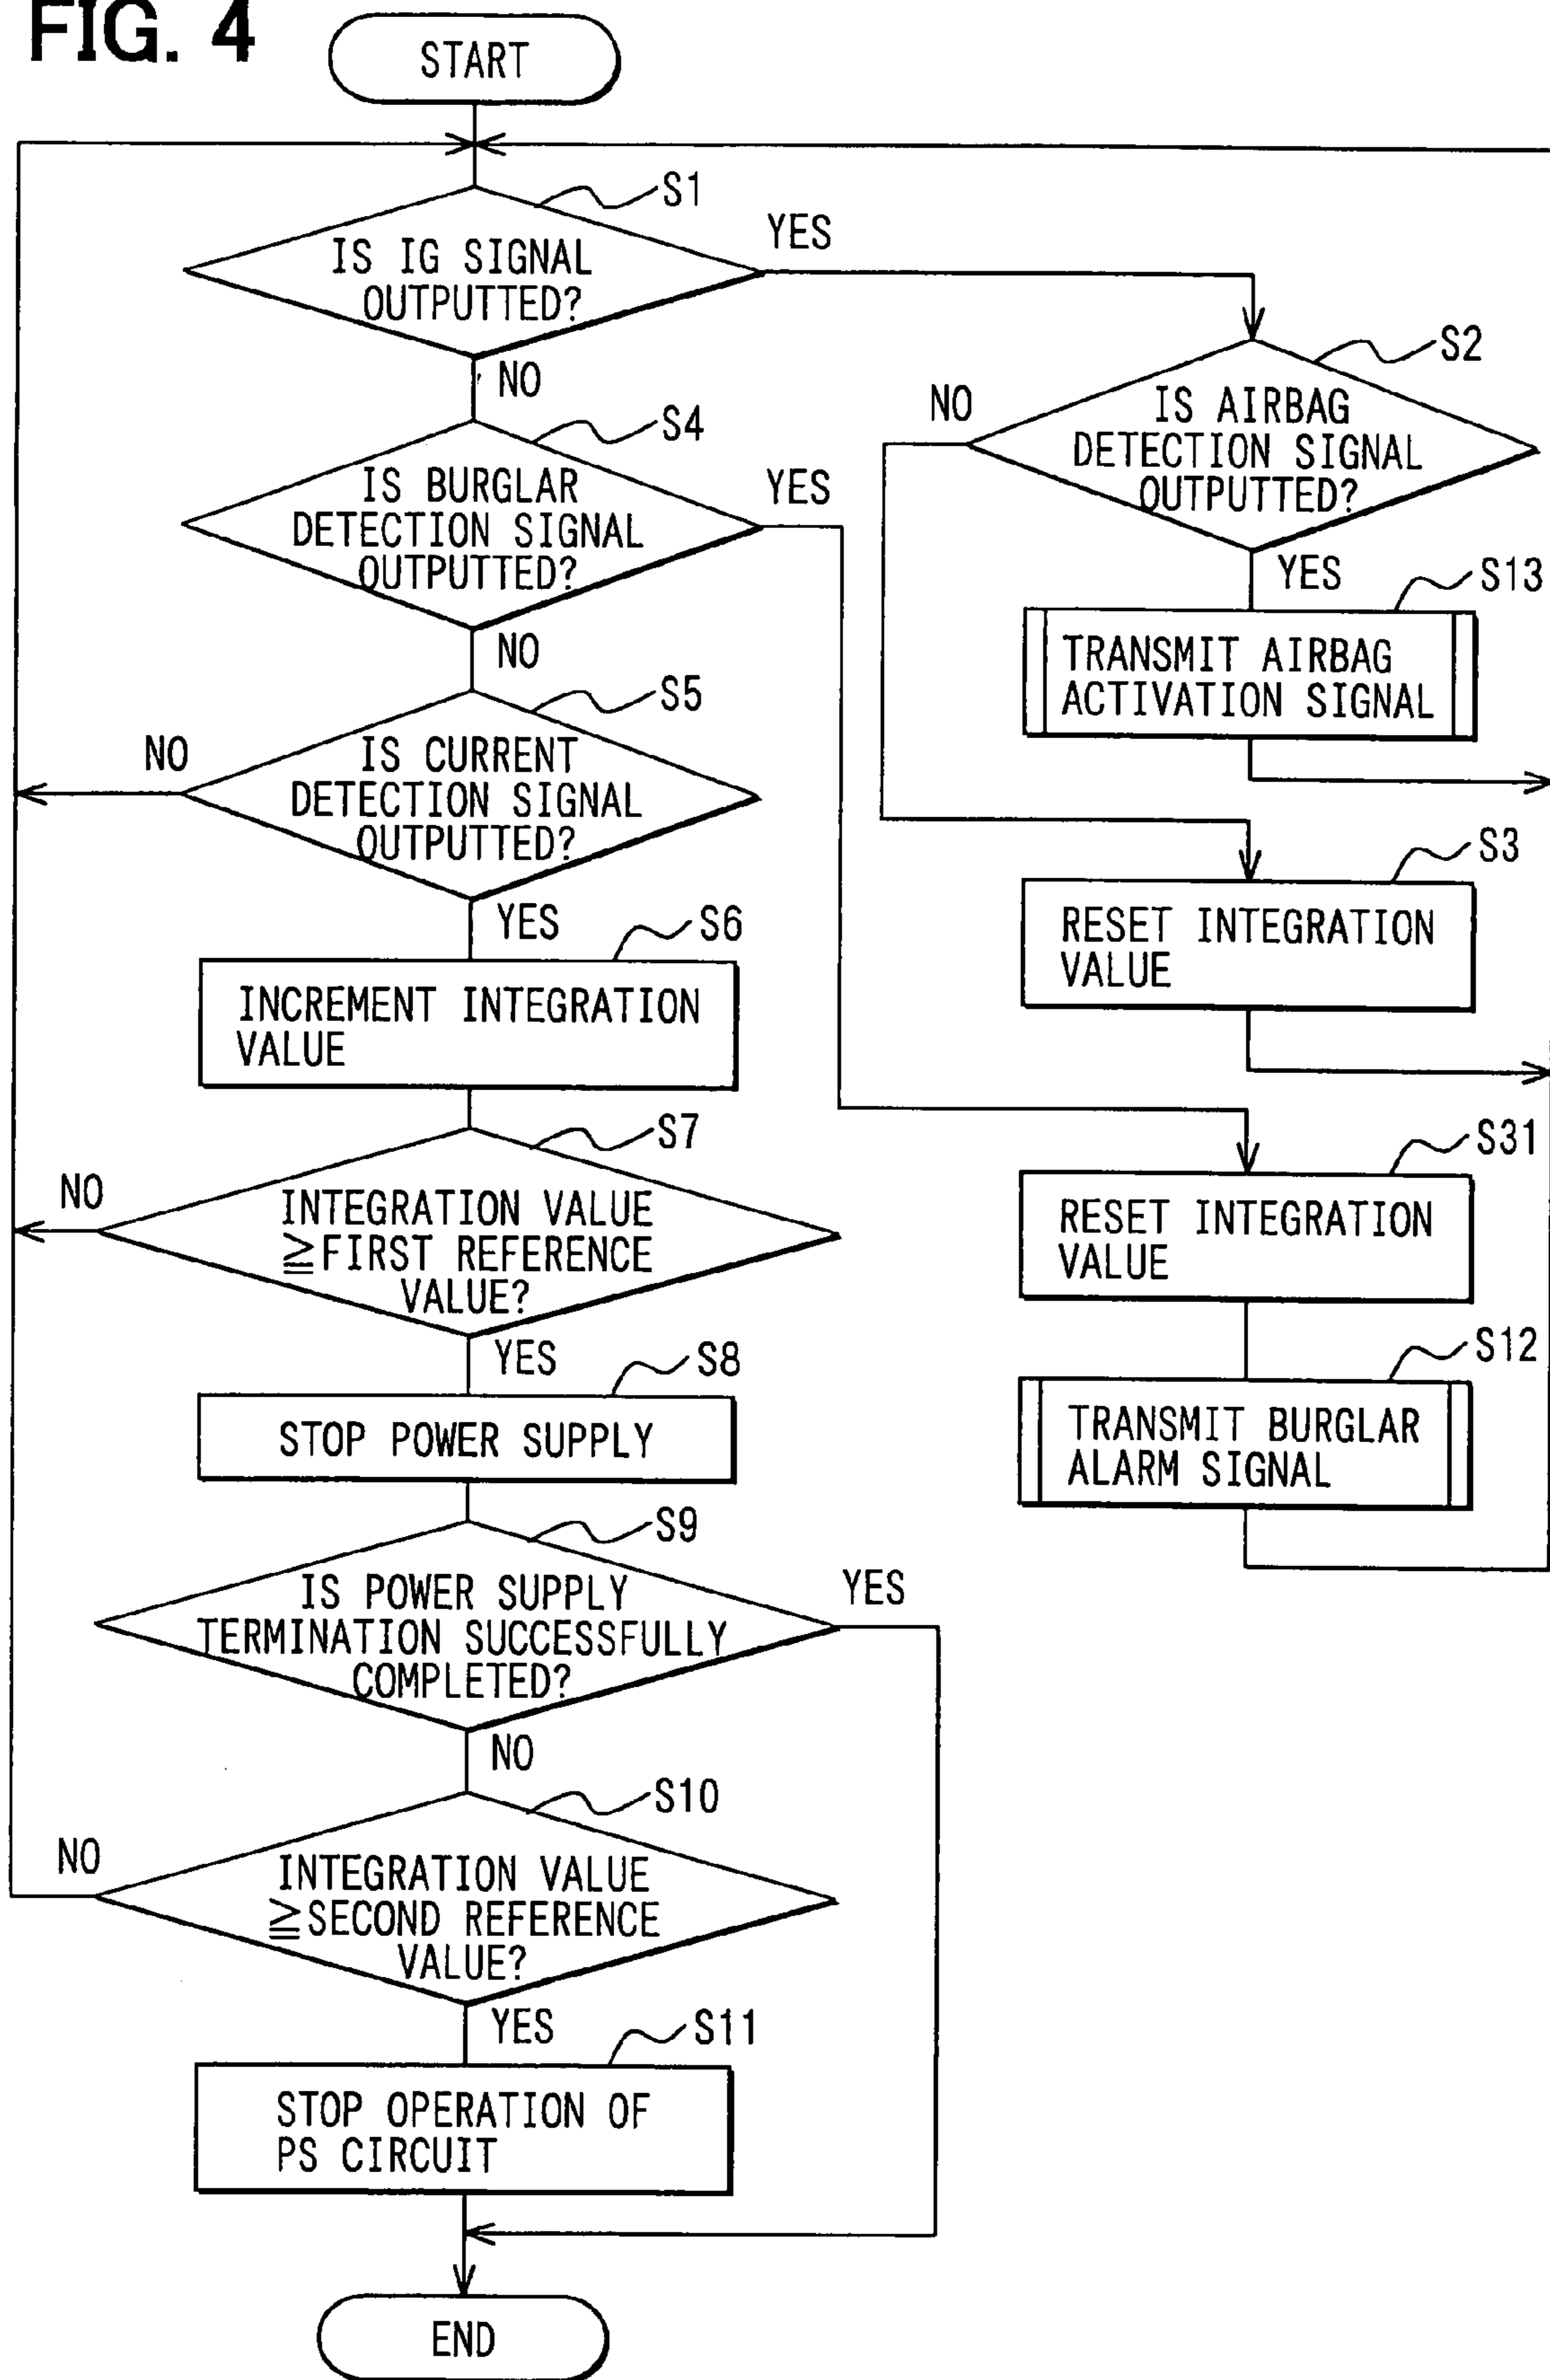 FIG. 4
START
S1
IS IG SIGNAL
OUTPUTTED?
YES
NO
S2
IS AIRBAG
DETECTION SIGNAL
OUTPUTTED?
NO
YES
S4
IS BURGLAR
DETECTION SIGNAL
OUTPUTTED?
YES
NO
S13
TRANSMIT AIRBAG
ACTIVATION SIGNAL
S5
IS CURRENT
DETECTION SIGNAL
OUTPUTTED?
NO
YES
S3
RESET INTEGRATION
VALUE
S6
INCREMENT INTEGRATION
VALUE
S7
INTEGRATION VALUE
≧FIRST REFERENCE
VALUE?
NO
YES
S31
RESET INTEGRATION
VALUE
S8
STOP POWER SUPPLY
S12
TRANSMIT BURGLAR
ALARM SIGNAL
S9
IS POWER SUPPLY
TERMINATION SUCCESSFULLY
COMPLETED?
YES
NO
S10
INTEGRATION VALUE
≧SECOND REFERENCE
VALUE?
NO
YES
S11
STOP OPERATION OF
PS CIRCUIT
END